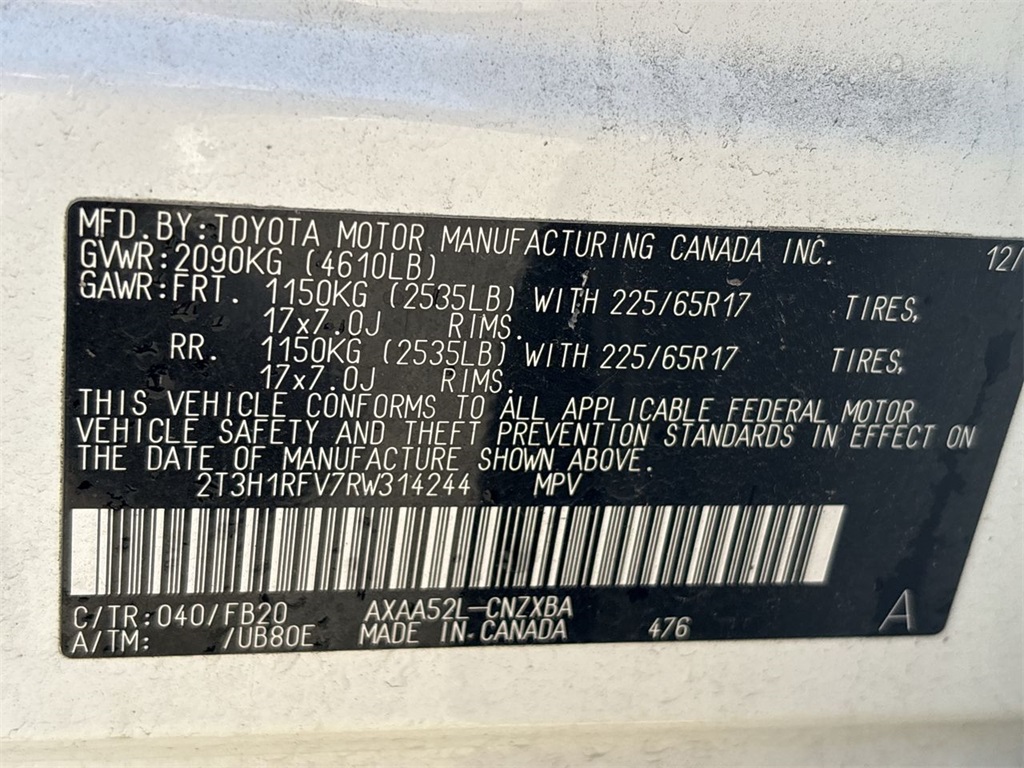 MFD.BY:TOYOTA MOTOR MANUFACTURING CANADA INC. 12/
GVWR:2090KG (4610LB)
GAWR:FRT. 1150KG (2535LB) WITH 225/65R17 TIRES,
17x7.0J RIMS.
RR. 1150KG (2535LB) WITH 225/65R17 TIRES,
17x7.0J RIMS.
THIS VEHICLE CONFORMS TO ALL APPLICABLE FEDERAL MOTOR
VEHICLE SAFETY AND THEFT PREVENTION STANDARDS IN EFFECT ON
THE DATE OF MANUFACTURE SHOWN ABOVE.
2T3H1RFV7RW314244 MPV
C/TR:040/FB20 AXAA52L-CNZXBA
A/TM: /UB80E MADE IN CANADA 476 A